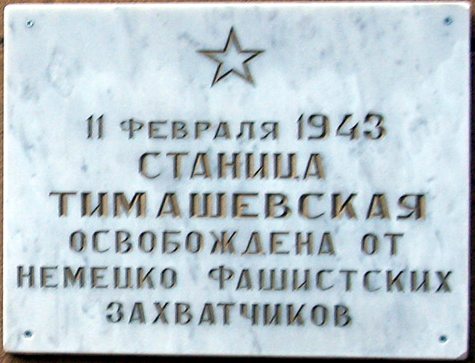 11 ФЕВРАЛЯ 1943
СТАНИЦА
ТИМАШЕВСКАЯ
ОСВОБОЖДЕНА ОТ
НЕМЕЦКО ФАШИСТСКИХ
ЗАХВАТЧИКОВ